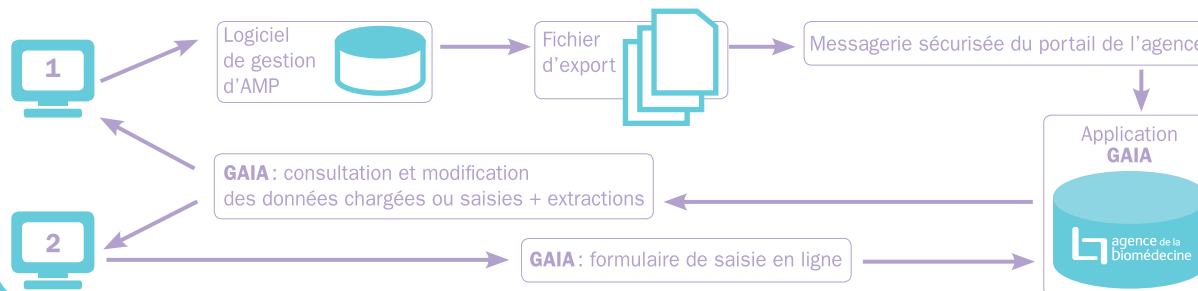 1
Logiciel
de gestion
d'AMP
Fichier
d'export
Messagerie sécurisée du portail de l'agence
Application
GAIA
agence de la
biomédecine
GAIA : consultation et modification
des données chargées ou saisies + extractions
2
GAIA : formulaire de saisie en ligne